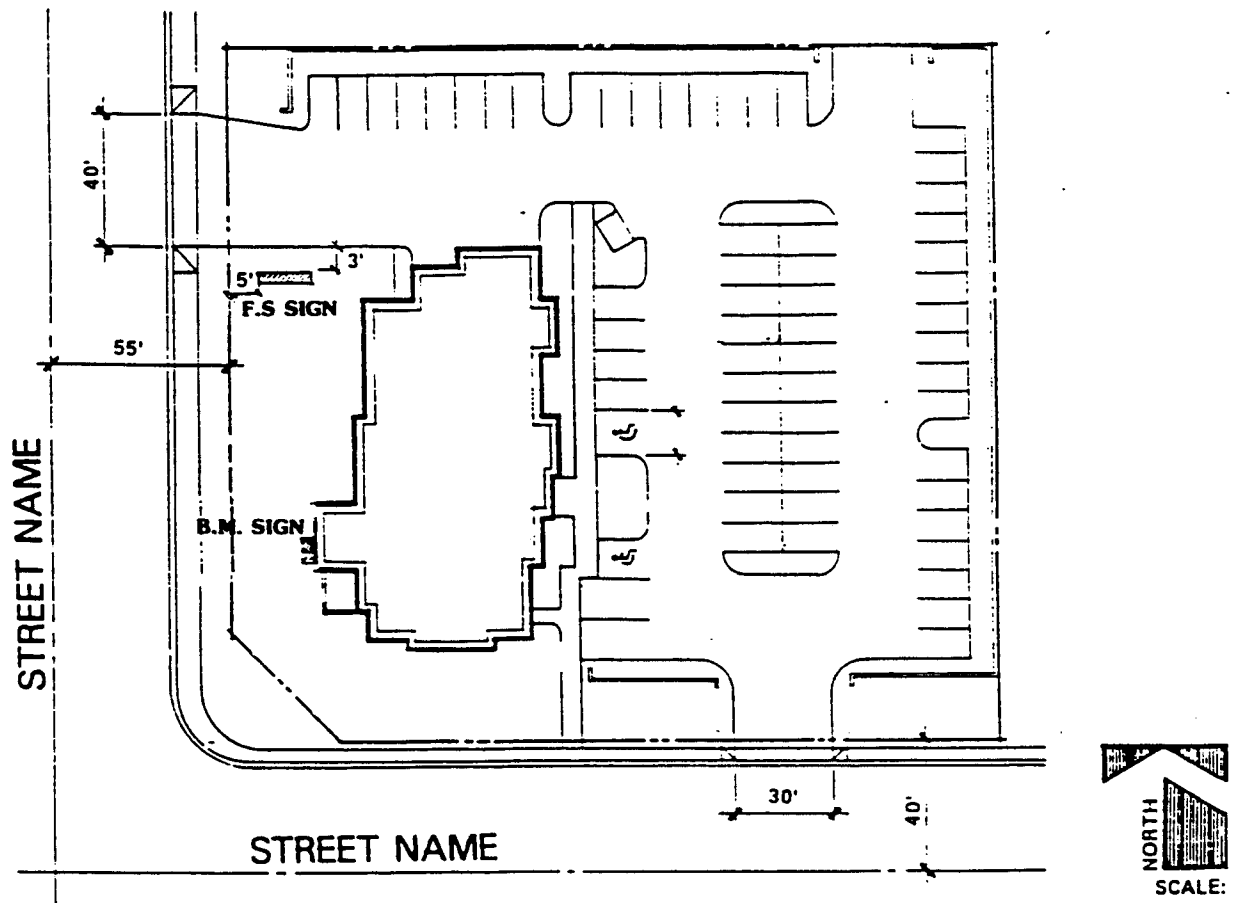 40'
3'
5'
F.S SIGN
55'
STREET NAME
B.M. SIGN
30'
40'
STREET NAME
NORTH
SCALE: